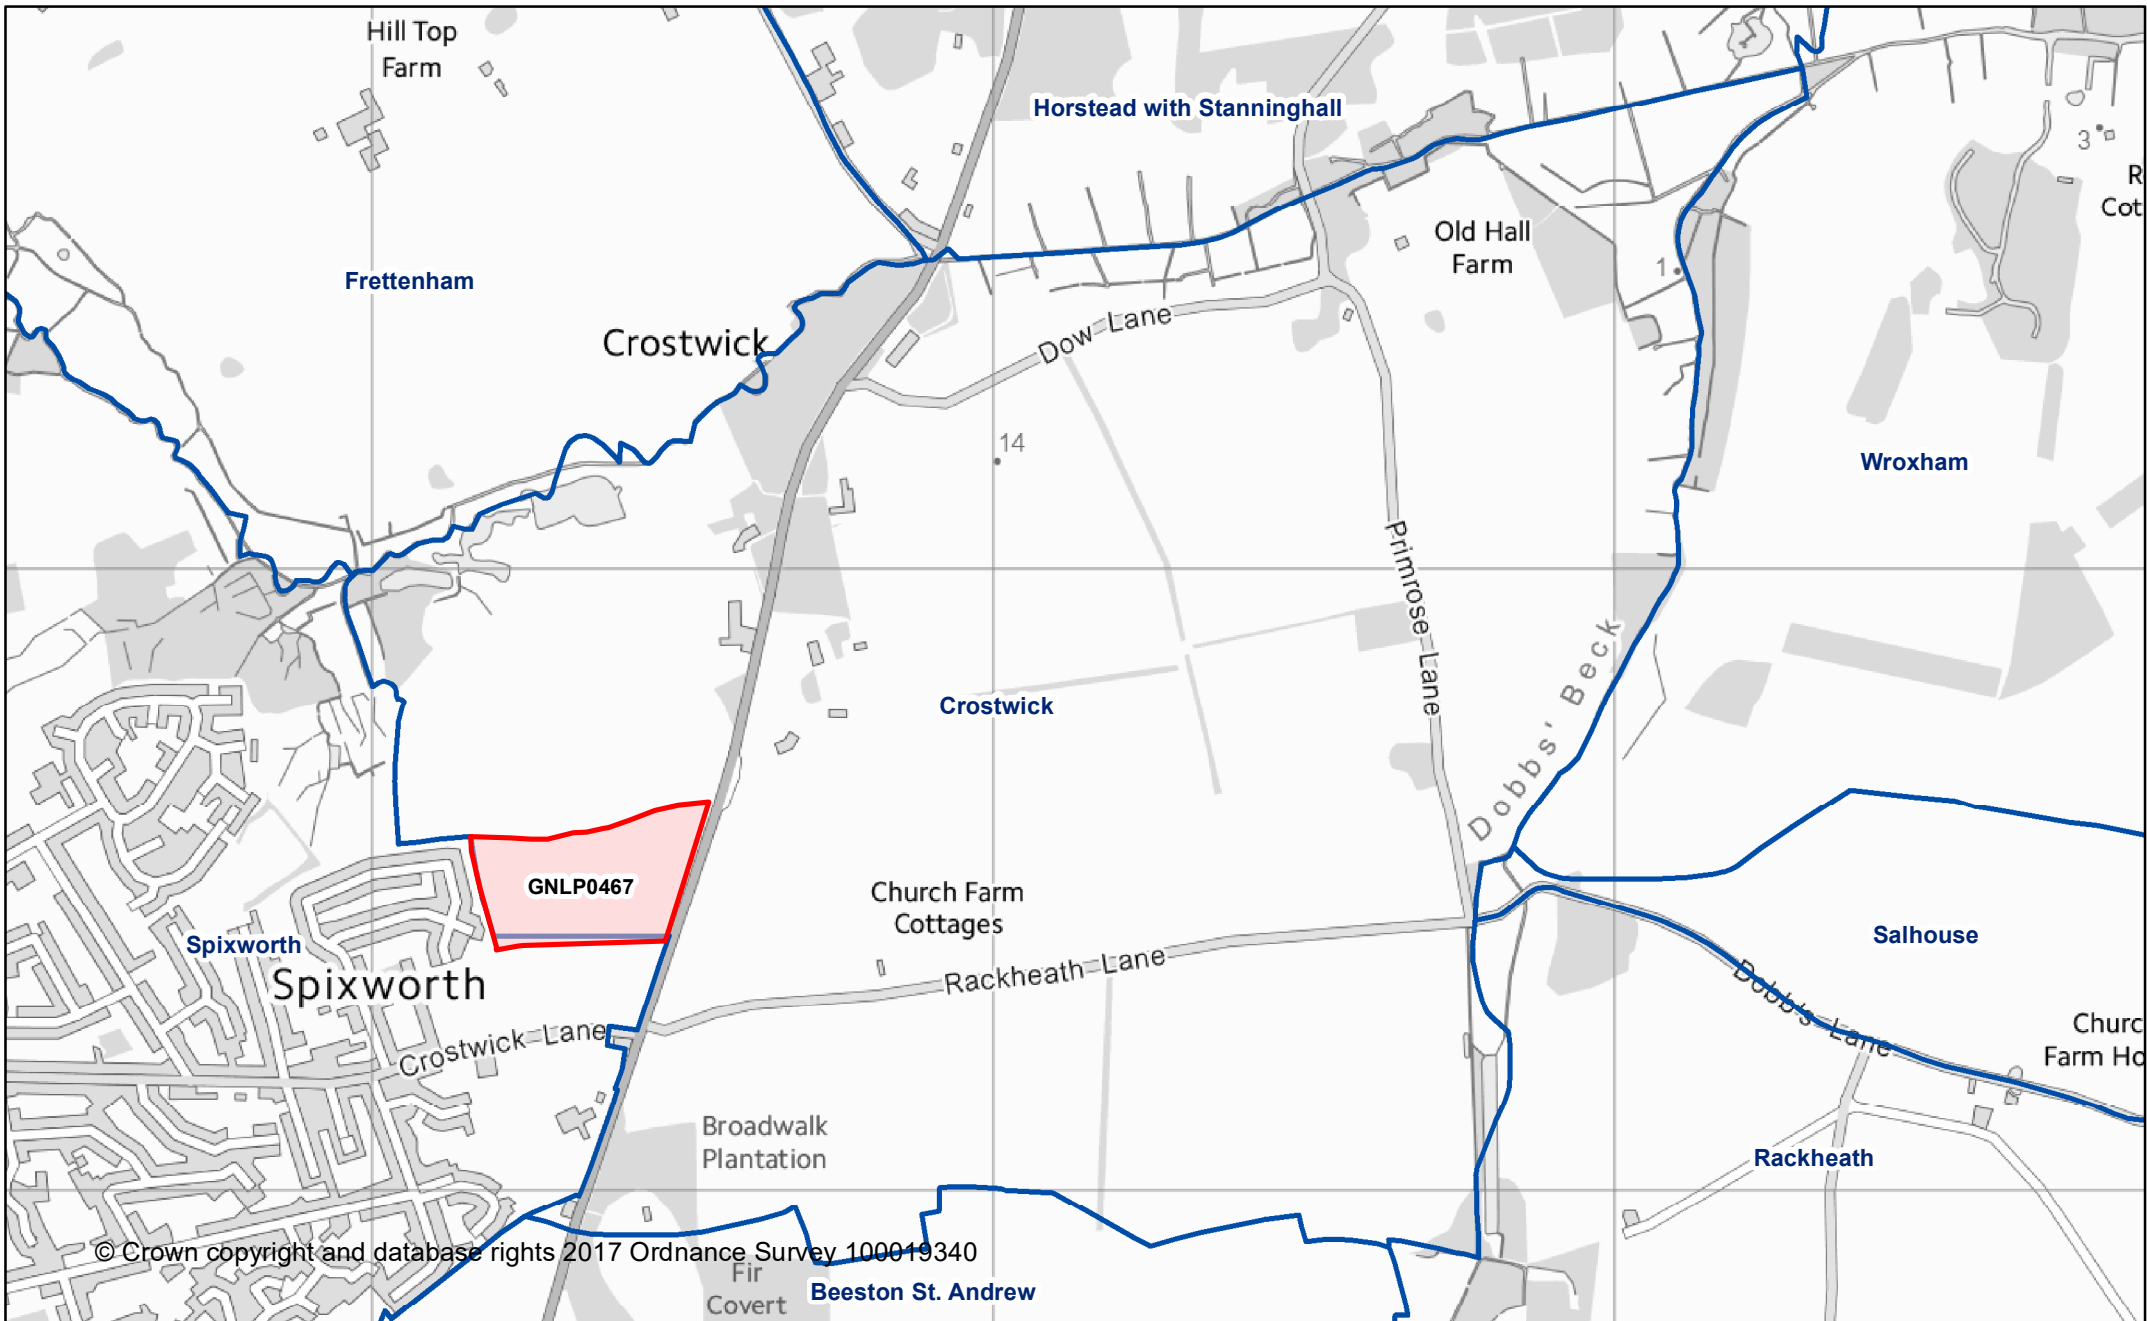 Hill Top
Farm
Horstead with Stanninghall
3
R
Cot
Old Hall
Farm
1
Frettenham
Crostwick
Dow Lane
14
Wroxham
Primrose Lane
Dobbs' Beck
Crostwick
GNLP0467
Church Farm
Cottages
Spixworth
Spixworth
Salhouse
Rackheath Lane
Dobb's Lane
Crostwick Lane
Churc
Farm Ho
Broadwalk
Plantation
Rackheath
© Crown copyright and database rights 2017 Ordnance Survey 100019340
Fir
Covert
Beeston St. Andrew